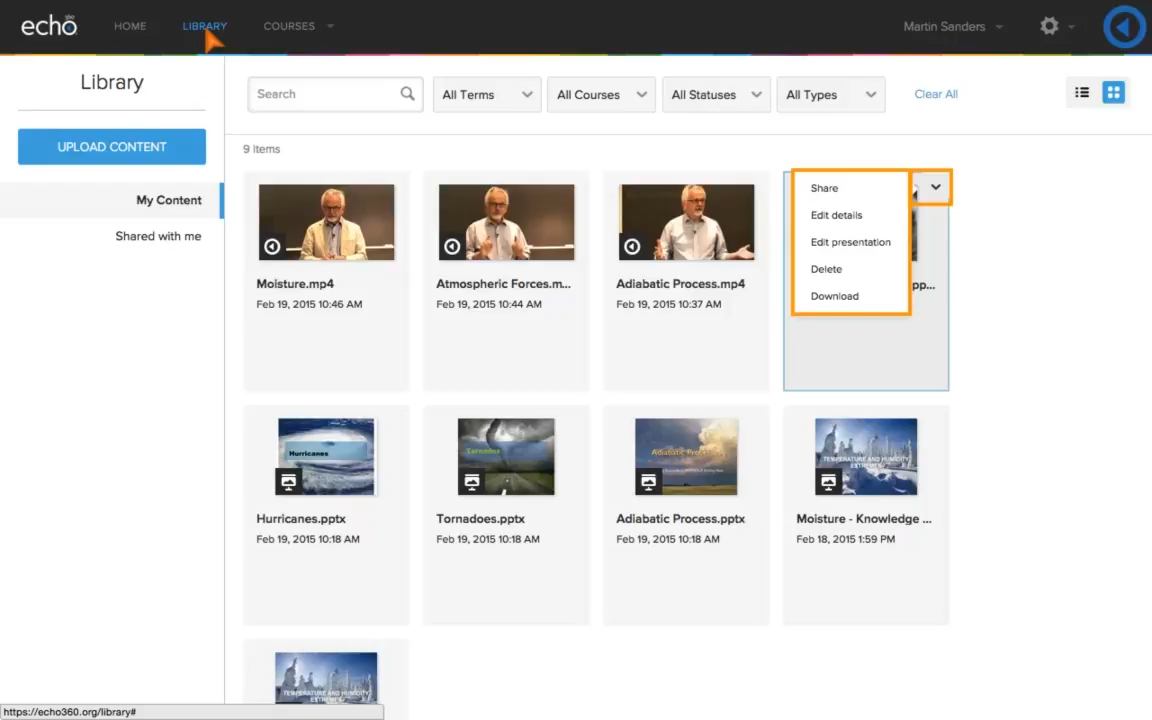 echo360
HOME
LIBRARY
COURSES
Martin Sanders
Library
UPLOAD CONTENT
My Content
Shared with me
Search
All Terms
All Courses
All Statuses
All Types
Clear All
9 Items
Share
Edit details
Edit presentation
Delete
Download
pp...
Moisture.mp4
Feb 19, 2015 10:46 AM
Atmospheric Forces.m...
Feb 19, 2015 10:44 AM
Adiabatic Process.mp4
Feb 19, 2015 10:37 AM
Hurricanes
Hurricanes.pptx
Feb 19, 2015 10:18 AM
Tornadoes
Tornadoes.pptx
Feb 19, 2015 10:18 AM
Adiabatic Process
Adiabatic Process.pptx
Feb 19, 2015 10:18 AM
TEMPERATURE AND HUMIDITY
EXTREMES
Moisture - Knowledge ...
Feb 18, 2015 1:59 PM
TEMPERATURE AND HUMIDITY
EXTREMES
https://echo360.org/library#